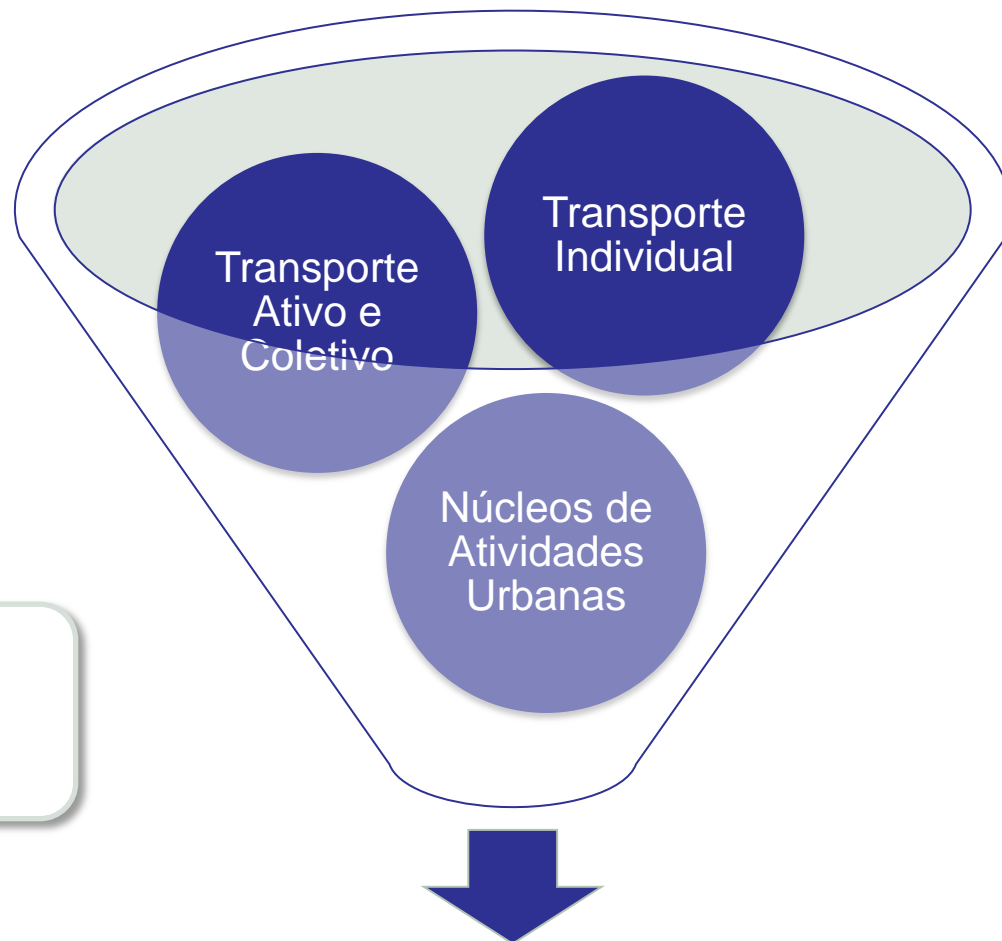 Transporte
Ativo e
Coletivo
Transporte
Individual
Núcleos de
Atividades
Urbanas